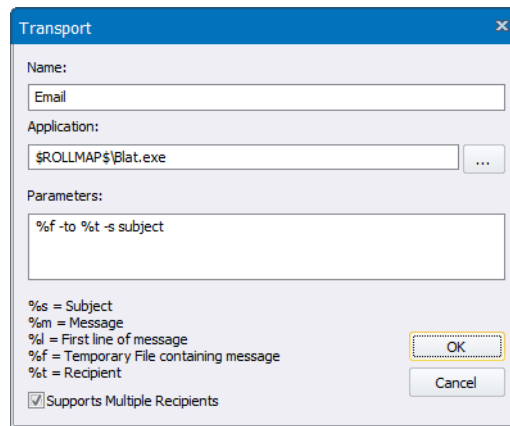 Transport
Name:
Email
Application:
$ROLLMAP$\Blat.exe
...
Parameters:
%f -to %t -s subject
%s = Subject
%m = Message
%l = First line of message
%f = Temporary File containing message
%t = Recipient
Supports Multiple Recipients
OK
Cancel